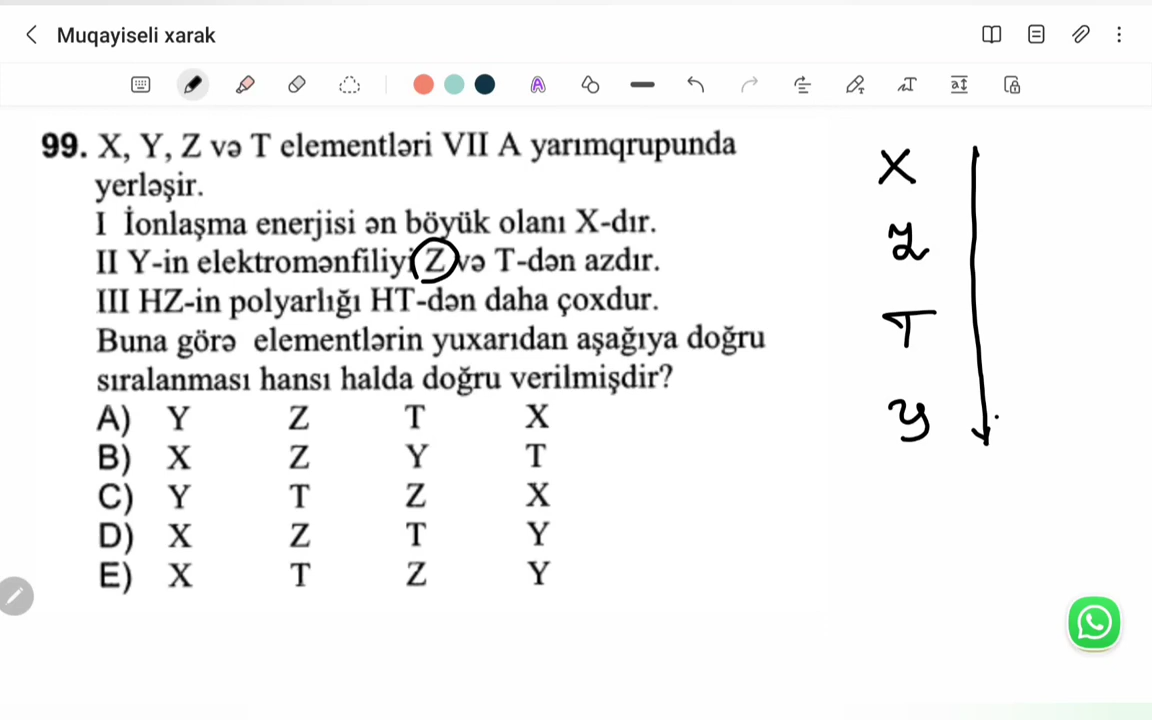 Muqayiseli xarak
99. X, Y, Z və T elementləri VII A yarımqrupunda
yerləşir.
I İonlaşma enerjisi ən böyük olanı X-dır.
II Y-in elektromənfiliyi Z və T-dən azdır.
III HZ-in polyarlığı HT-dən daha çoxdur.
Buna görə elementlərin yuxarıdan aşağıya doğru
sıralanması hansı halda doğru verilmişdir?
A) Y Z T X
B) X Z Y T
C) Y T Z X
D) X Z T Y
E) X T Z Y
X
Z
T
Y